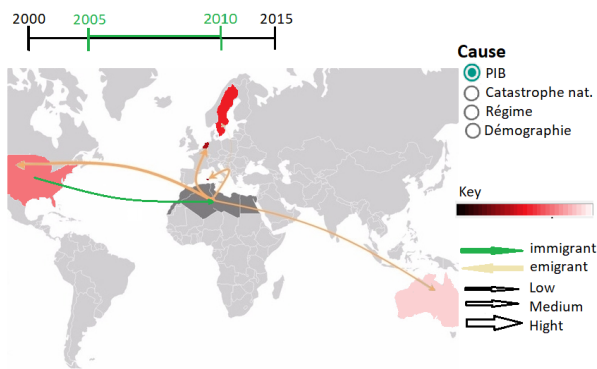 2000 2005 2010 2015
Cause
PIB
Catastrophe nat.
Régime
Démographie
Key
immigrant
emigrant
Low
Medium
Hight